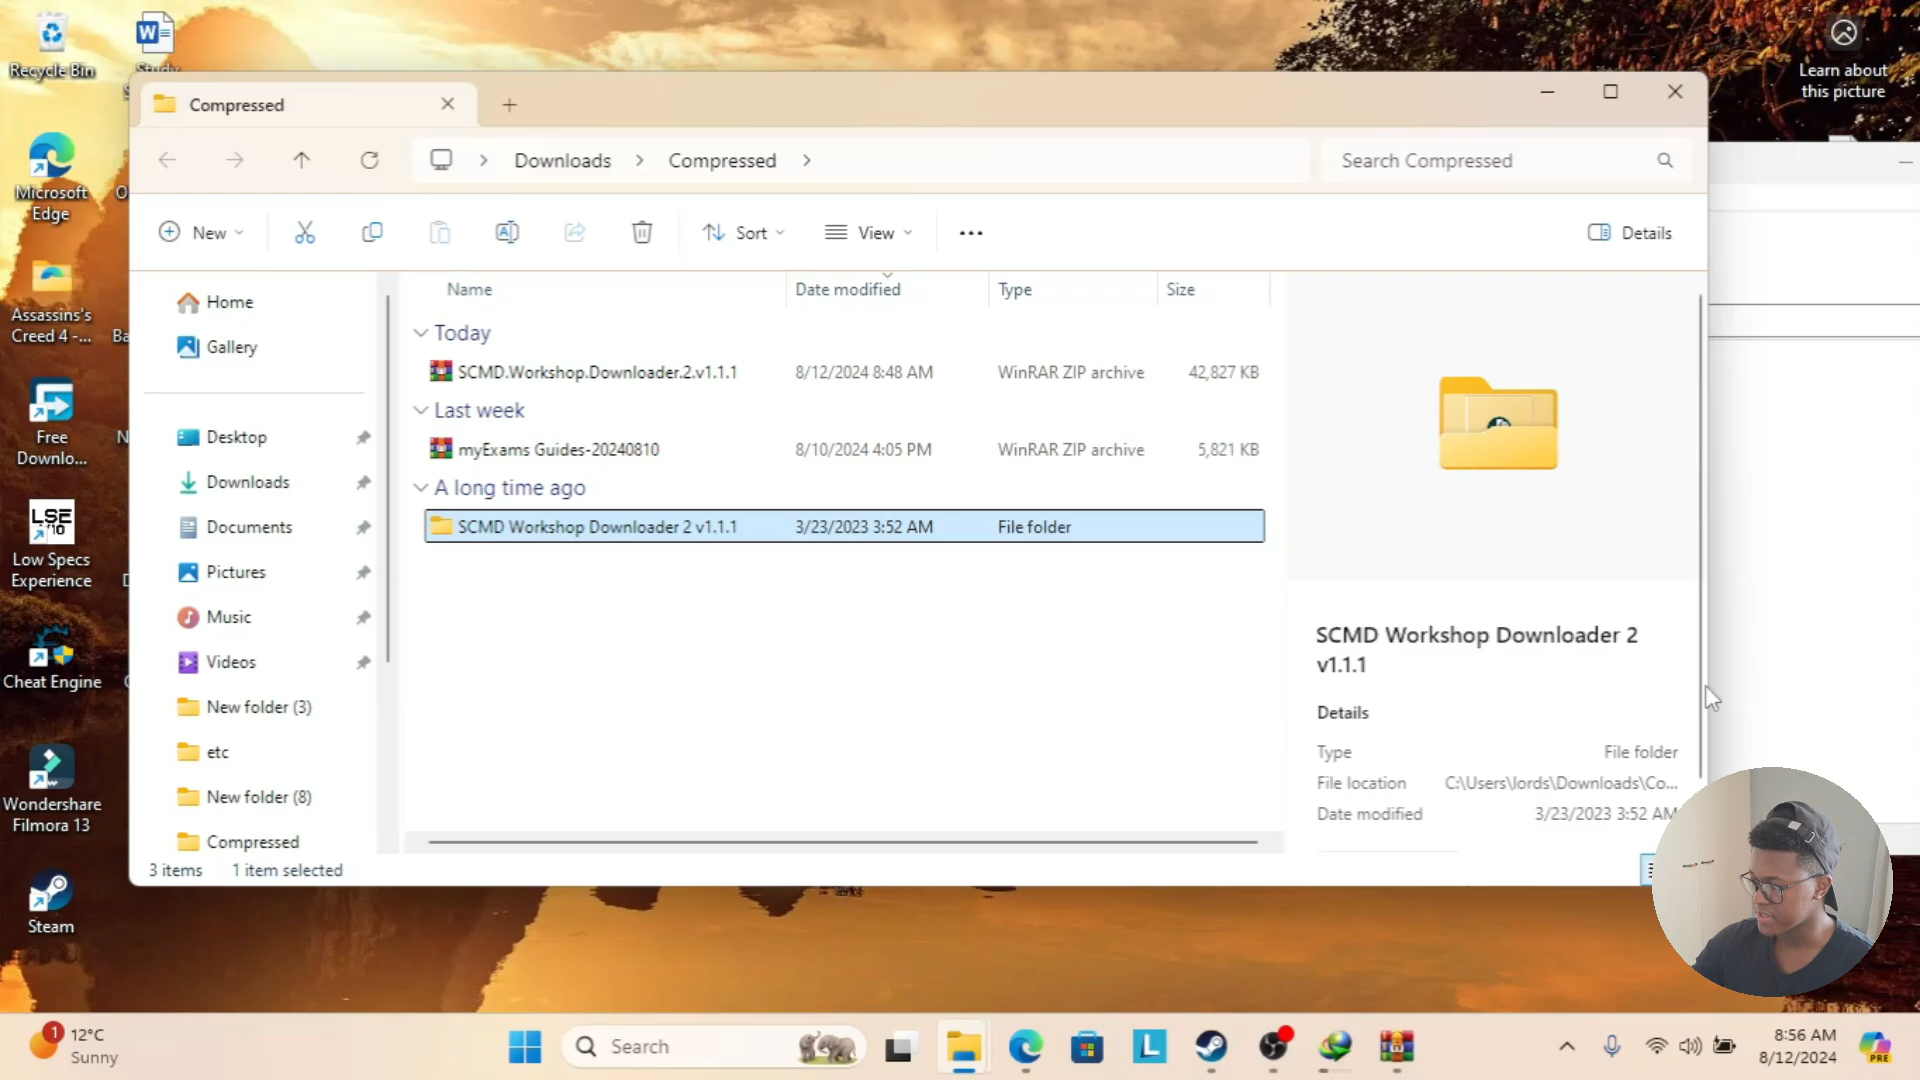 Recycle Bin
Study
Learn about
this picture
Compressed
Downloads
Compressed
Search Compressed
New
Sort
View
Details
Microsoft
Edge
Assassins's
Creed 4 -...
Free
Downlo...
LSE
Low Specs
Experience
Cheat Engine
Wondershare
Filmora 13
Steam
Home
Gallery
Desktop
Downloads
Documents
Pictures
Music
Videos
New folder (3)
etc
New folder (8)
Compressed
Name Date modified Type Size
Today
SCMD.Workshop.Downloader.2.v1.1.1 8/12/2024 8:48 AM WinRAR ZIP archive 42,827 KB
Last week
myExams Guides-20240810 8/10/2024 4:05 PM WinRAR ZIP archive 5,821 KB
A long time ago
SCMD Workshop Downloader 2 v1.1.1 3/23/2023 3:52 AM File folder
SCMD Workshop Downloader 2
v1.1.1
Details
Type File folder
File location C:\Users\lords\Downloads\Co...
Date modified 3/23/2023 3:52 AM
3 items 1 item selected
1
12°C
Sunny
Search
L
8:56 AM
8/12/2024
PRE